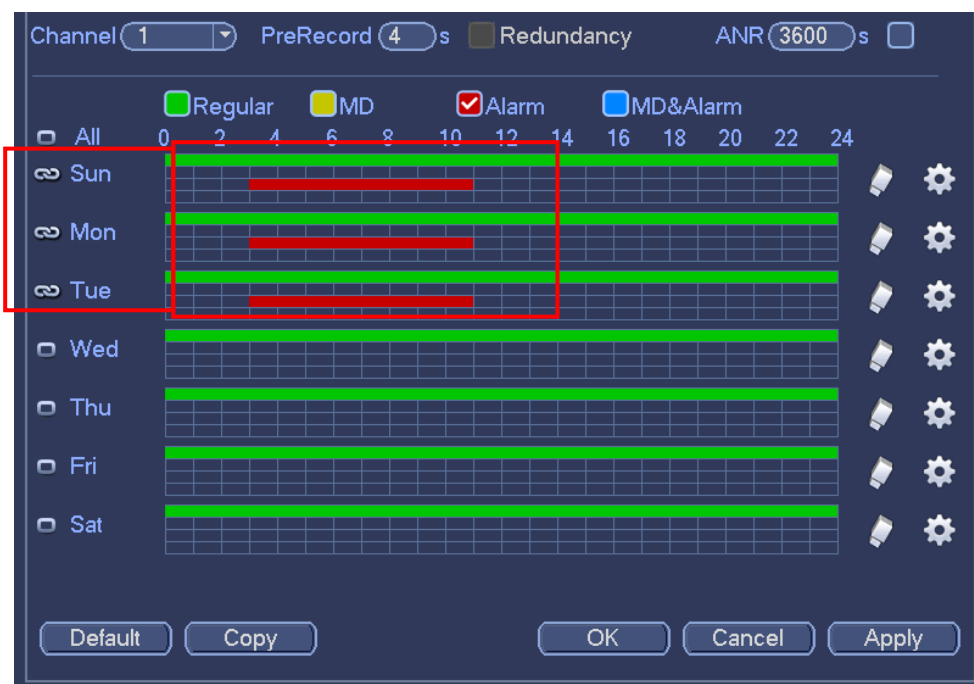 Channel 1 PreRecord 4 s Redundancy ANR 3600 s
Regular MD Alarm MD&Alarm
All 0 2 4 6 8 10 12 14 16 18 20 22 24
Sun
Mon
Tue
Wed
Thu
Fri
Sat
Default Copy OK Cancel Apply